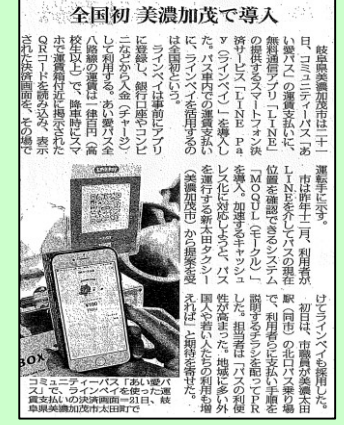 全国初 美濃加茂で導入
岐阜県美濃加茂市は二十一
日、コミュニティーバス「あ
い愛バス」の運賃支払いに、
無料通信アプリ「LINE」
の提供するスマートフォン決
済サービス「LINE Pa
y(ラインペイ)」を導入し
た。バス車内での運賃支払い
に、ラインペイを活用するの
は全国初という。
ラインペイは事前にアプリ
に登録し、銀行口座やコンビ
ニなどから入金(チャージ)
して利用する。あい愛バス全
八路線の運賃は一律百円(高
校生以上)で、降車時にスマ
ホで運賃箱付近に掲示された
QRコードを読み込み、表示
された決済画面を、その場で
運転手に示す。
市は昨年十二月、利用者が
LINEを介してバスの現在
位置を確認できるシステム
「MOQUL(モークル)」
を導入。加速するキャッシュ
レス化に対応しようと、バス
を運行する新太田タクシー
(美濃加茂市)から提案を受
けてラインペイも採用した。
初日は、市職員が美濃太田
駅(同市)の北口バス乗り場
で、利用者らに支払い手順を
説明するチラシを配ってPR
した。担当者は「バスの利便
性が高まった。地域に多い外
国人や若い人たちの利用も増
えれば」と期待を寄せた。
BOX
コミュニティーバス「あい愛バ
ス」で、ラインペイを使った運
賃支払いの決済画面=21日、岐
阜県美濃加茂市太田町で